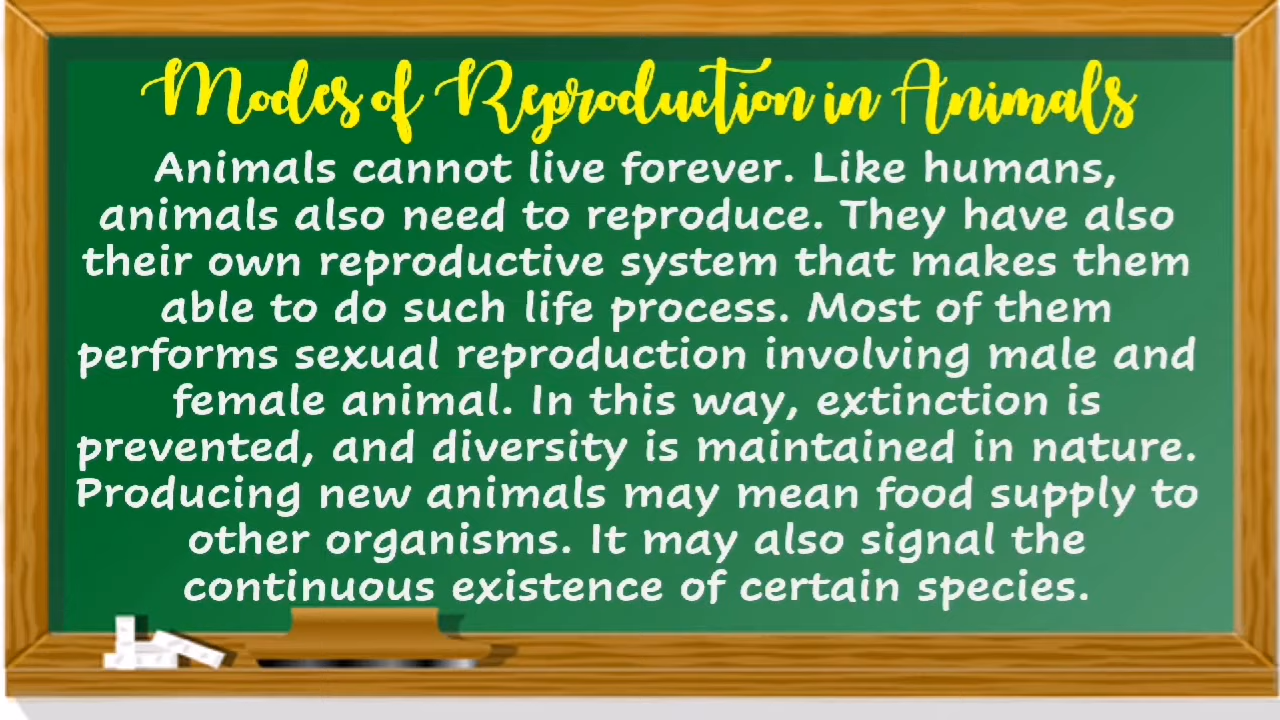 Modes of Reproduction in Animals
Animals cannot live forever. Like humans,
animals also need to reproduce. They have also
their own reproductive system that makes them
able to do such life process. Most of them
performs sexual reproduction involving male and
female animal. In this way, extinction is
prevented, and diversity is maintained in nature.
Producing new animals may mean food supply to
other organisms. It may also signal the
continuous existence of certain species.